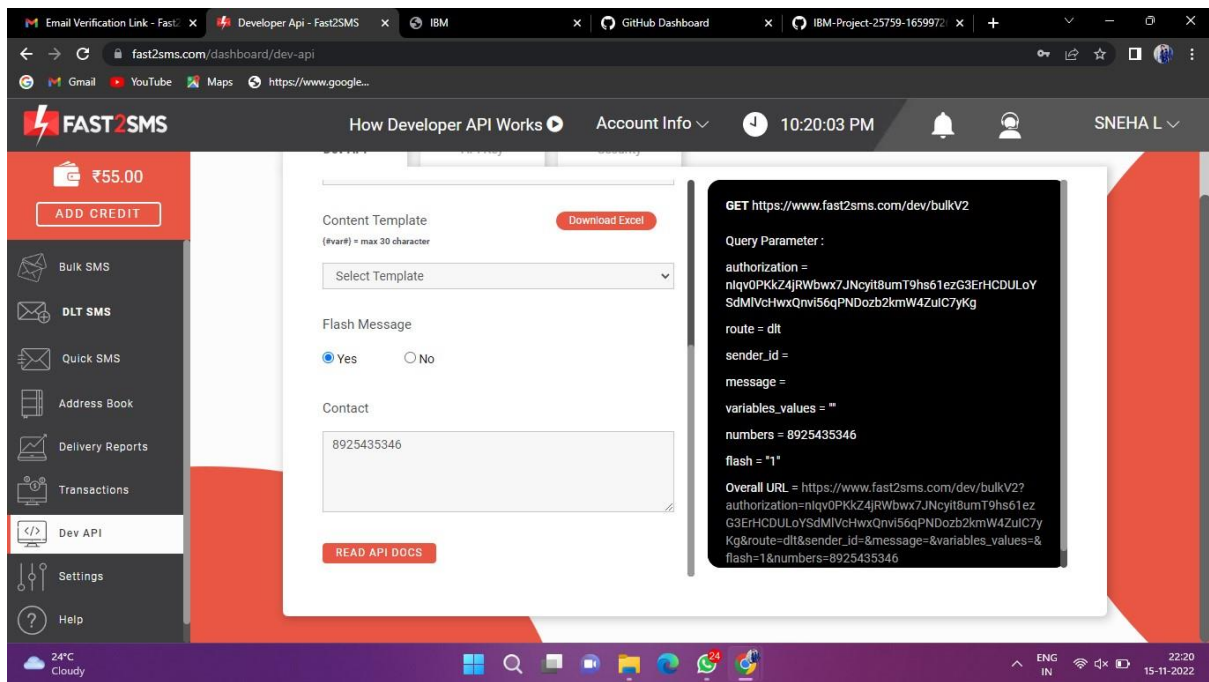 Email Verification Link - Fast2
Developer Api - Fast2SMS
IBM
GitHub Dashboard
IBM-Project-25759-1659972
fast2sms.com/dashboard/dev-api
Gmail
YouTube
Maps
https://www.google...
FAST2SMS
How Developer API Works
Account Info
10:20:03 PM
SNEHA L
₹55.00
ADD CREDIT
Bulk SMS
DLT SMS
Quick SMS
Address Book
Delivery Reports
Transactions
Dev API
Settings
Help
Content Template
Download Excel
{#var#} = max 30 character
Select Template
Flash Message
Yes
No
Contact
8925435346
READ API DOCS
GET https://www.fast2sms.com/dev/bulkV2
Query Parameter :
authorization =
nIqv0PKkZ4jRWbwx7JNcyit8umT9hs61ezG3ErHCDULoY
SdMlVcHwxQnvi56qPNDozb2kmW4ZuIC7yKg
route = dlt
sender_id =
message =
variables_values = ""
numbers = 8925435346
flash = "1"
Overall URL = https://www.fast2sms.com/dev/bulkV2?
authorization=nIqv0PKkZ4jRWbwx7JNcyit8umT9hs61ez
G3ErHCDULoYSdMlVcHwxQnvi56qPNDozb2kmW4ZuIC7y
Kg&route=dlt&sender_id=&message=&variables_values=&
flash=1&numbers=8925435346
24°C
Cloudy
24
ENG
IN
22:20
15-11-2022